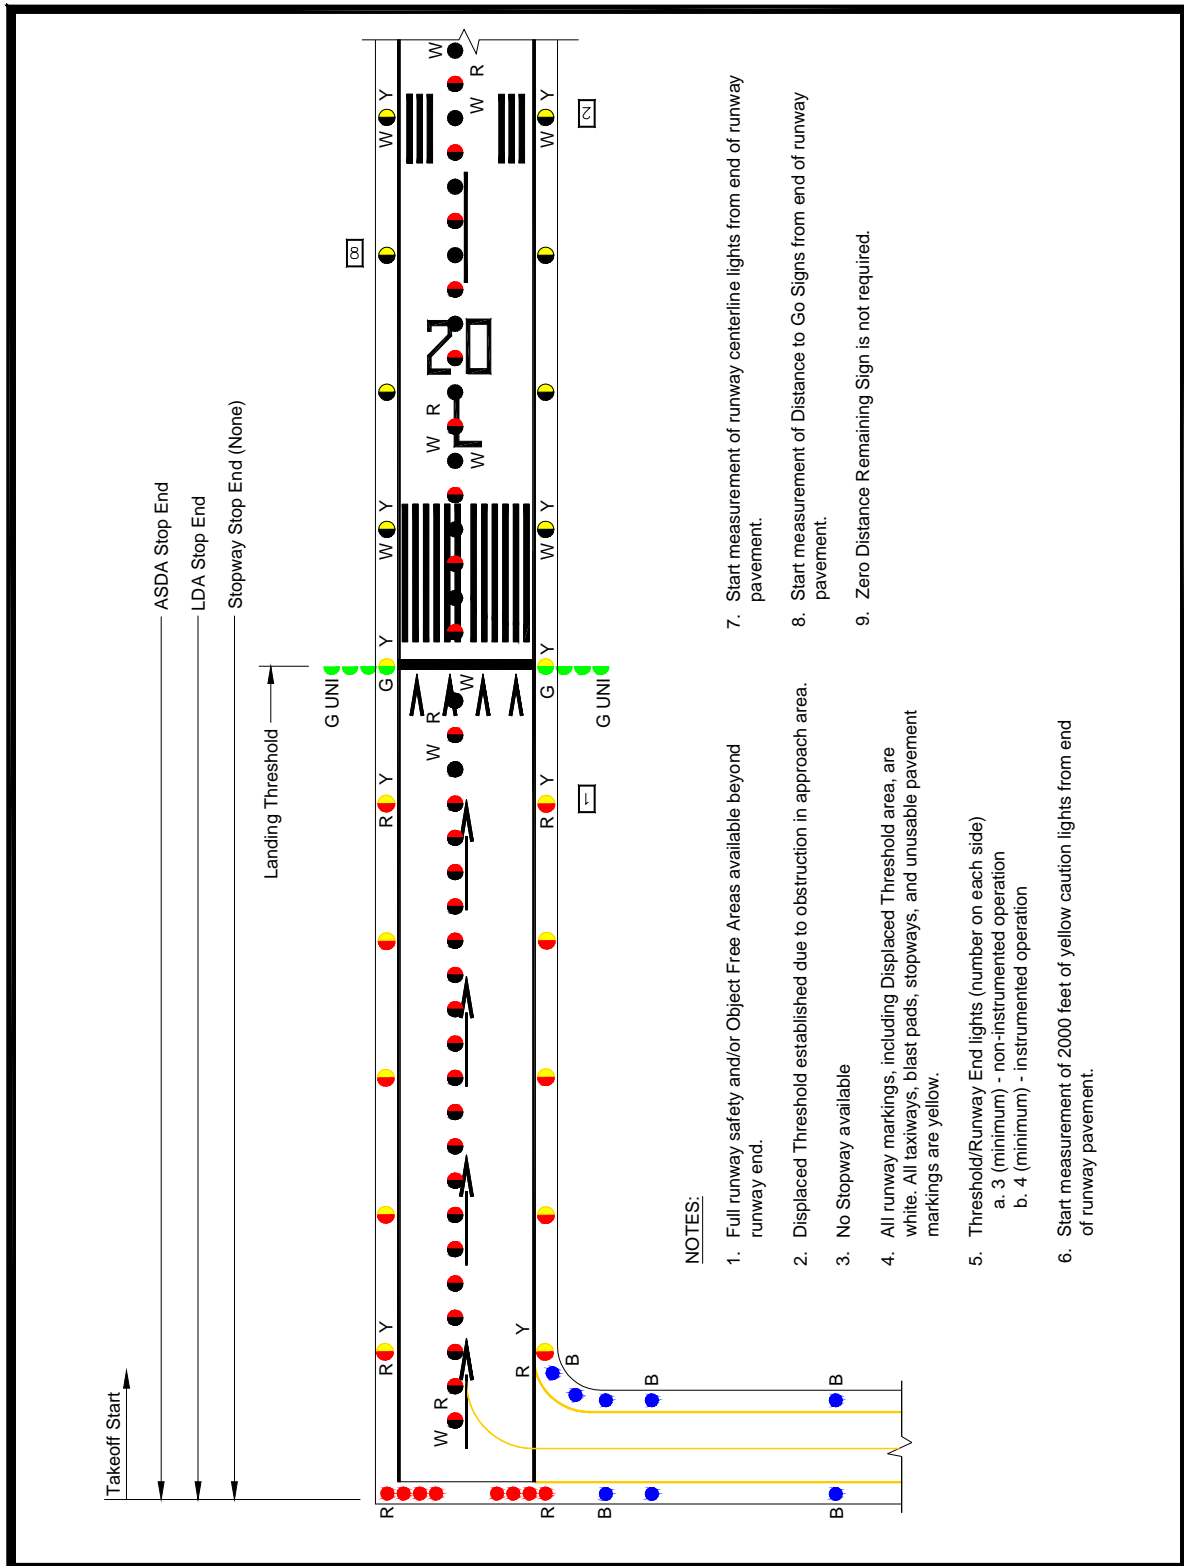 Takeoff Start
ASDA Stop End
LDA Stop End
Stopway Stop End (None)
Landing Threshold
G UNI
8
R
R Y
R Y
G Y
W Y
W Y
W R
W R
W
W R
W
W
W R
20
L
R
R Y
R Y
G Y
W Y
W Y
G UNI
1
2
B
B
B
B
B
NOTES:
1. Full runway safety and/or Object Free Areas available beyond
runway end.
2. Displaced Threshold established due to obstruction in approach area.
3. No Stopway available
4. All runway markings, including Displaced Threshold area, are
white. All taxiways, blast pads, stopways, and unusable pavement
markings are yellow.
5. Threshold/Runway End lights (number on each side)
a. 3 (minimum) - non-instrumented operation
b. 4 (minimum) - instrumented operation
6. Start measurement of 2000 feet of yellow caution lights from end
of runway pavement.
7. Start measurement of runway centerline lights from end of runway
pavement.
8. Start measurement of Distance to Go Signs from end of runway
pavement.
9. Zero Distance Remaining Sign is not required.